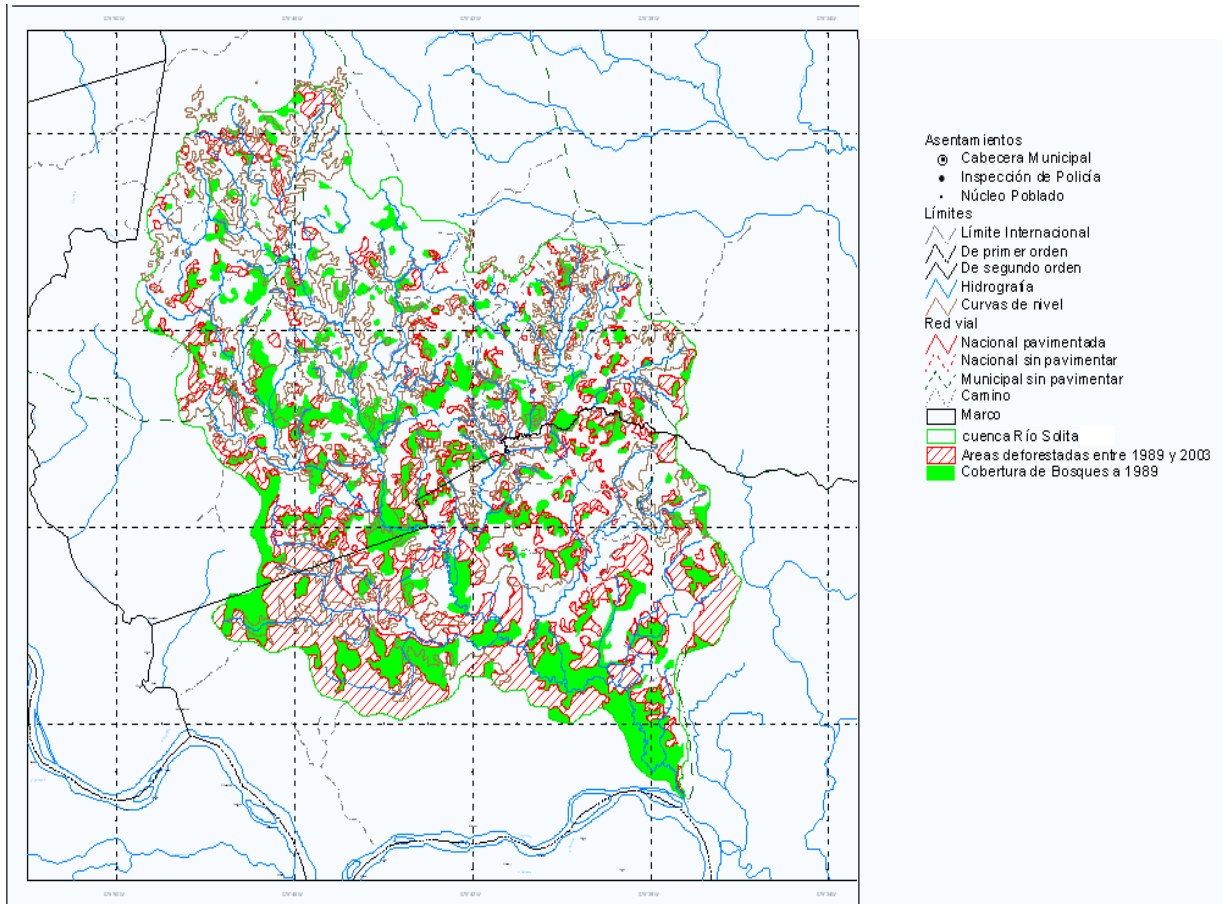 Asentamientos
Cabecera Municipal
Inspección de Policía
Núcleo Poblado
Límites
Límite Internacional
De primer orden
De segundo orden
Hidrografía
Curvas de nivel
Red vial
Nacional pavimentada
Nacional sin pavimentar
Municipal sin pavimentar
Camino
Marco
cuenca Río Solita
Areas deforestadas entre 1989 y 2003
Cobertura de Bosques a 1989